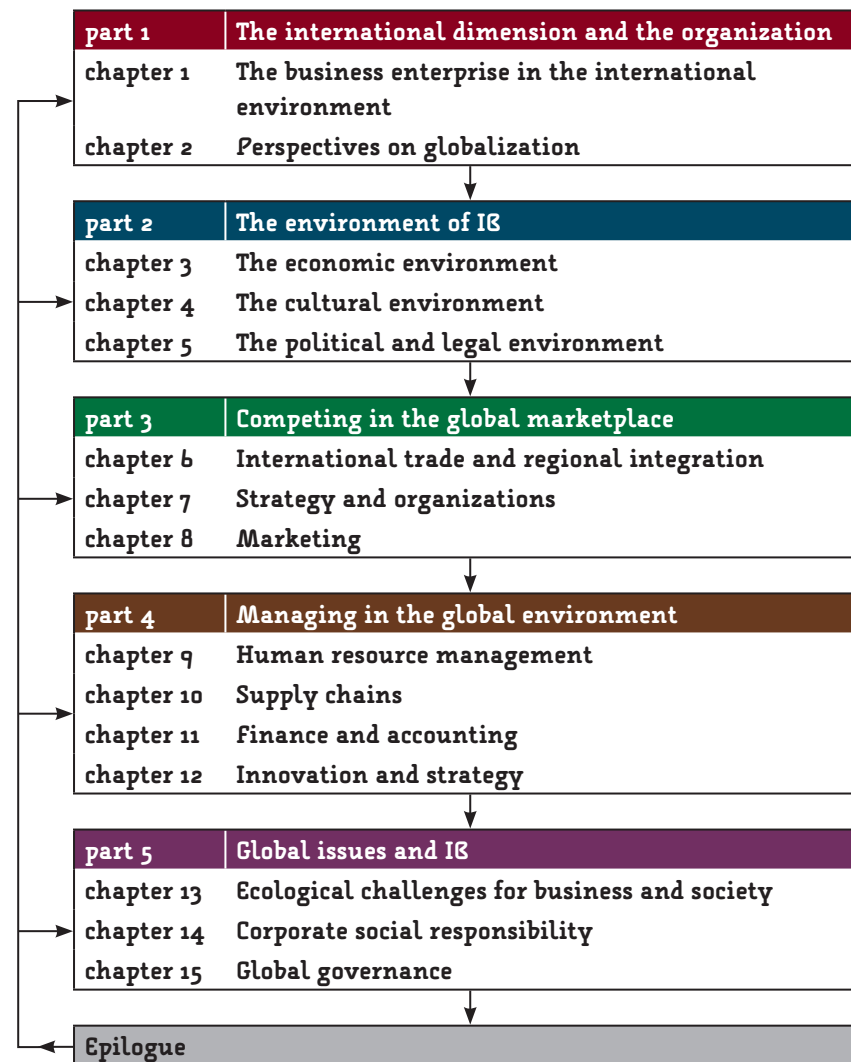 part 1 The international dimension and the organization
chapter 1 The business enterprise in the international
environment
chapter 2 Perspectives on globalization
part 2 The environment of IB
chapter 3 The economic environment
chapter 4 The cultural environment
chapter 5 The political and legal environment
part 3 Competing in the global marketplace
chapter 6 International trade and regional integration
chapter 7 Strategy and organizations
chapter 8 Marketing
part 4 Managing in the global environment
chapter 9 Human resource management
chapter 10 Supply chains
chapter 11 Finance and accounting
chapter 12 Innovation and strategy
part 5 Global issues and IB
chapter 13 Ecological challenges for business and society
chapter 14 Corporate social responsibility
chapter 15 Global governance
Epilogue